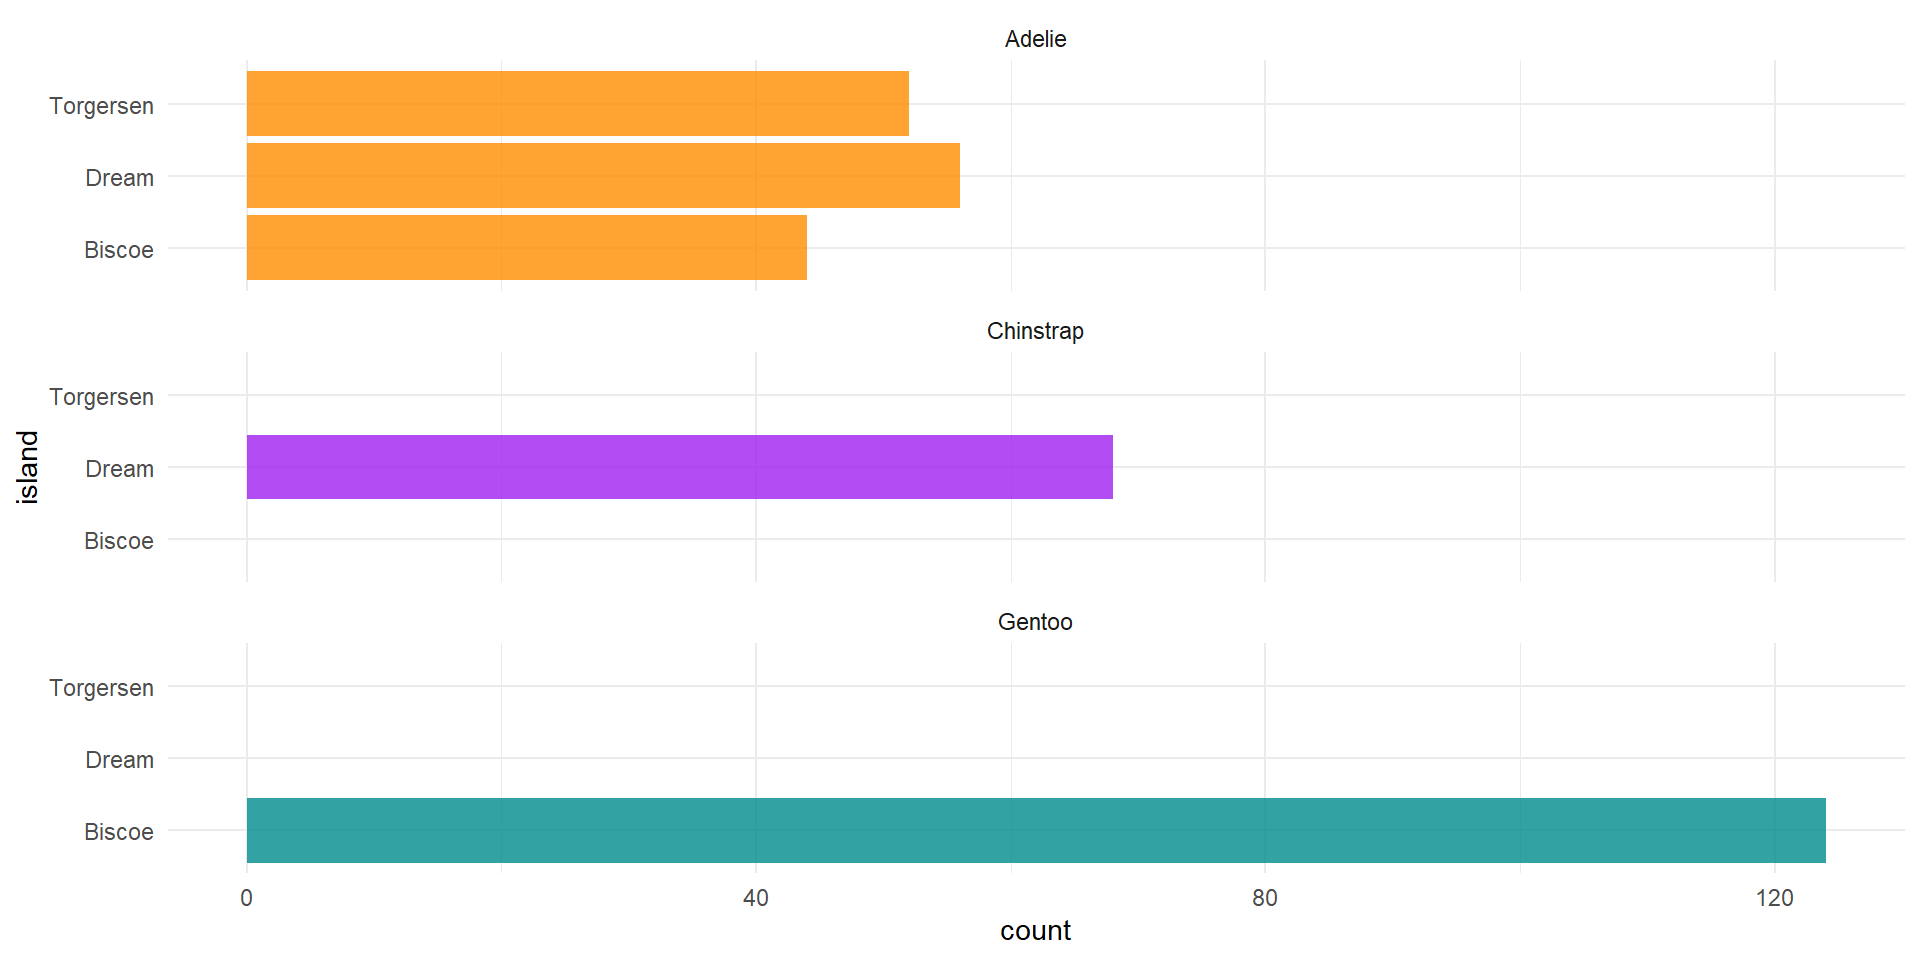 Adelie
Torgersen
Dream
Biscoe
Chinstrap
Torgersen
Dream
Biscoe
island
Gentoo
Torgersen
Dream
Biscoe
0 40 80 120
count